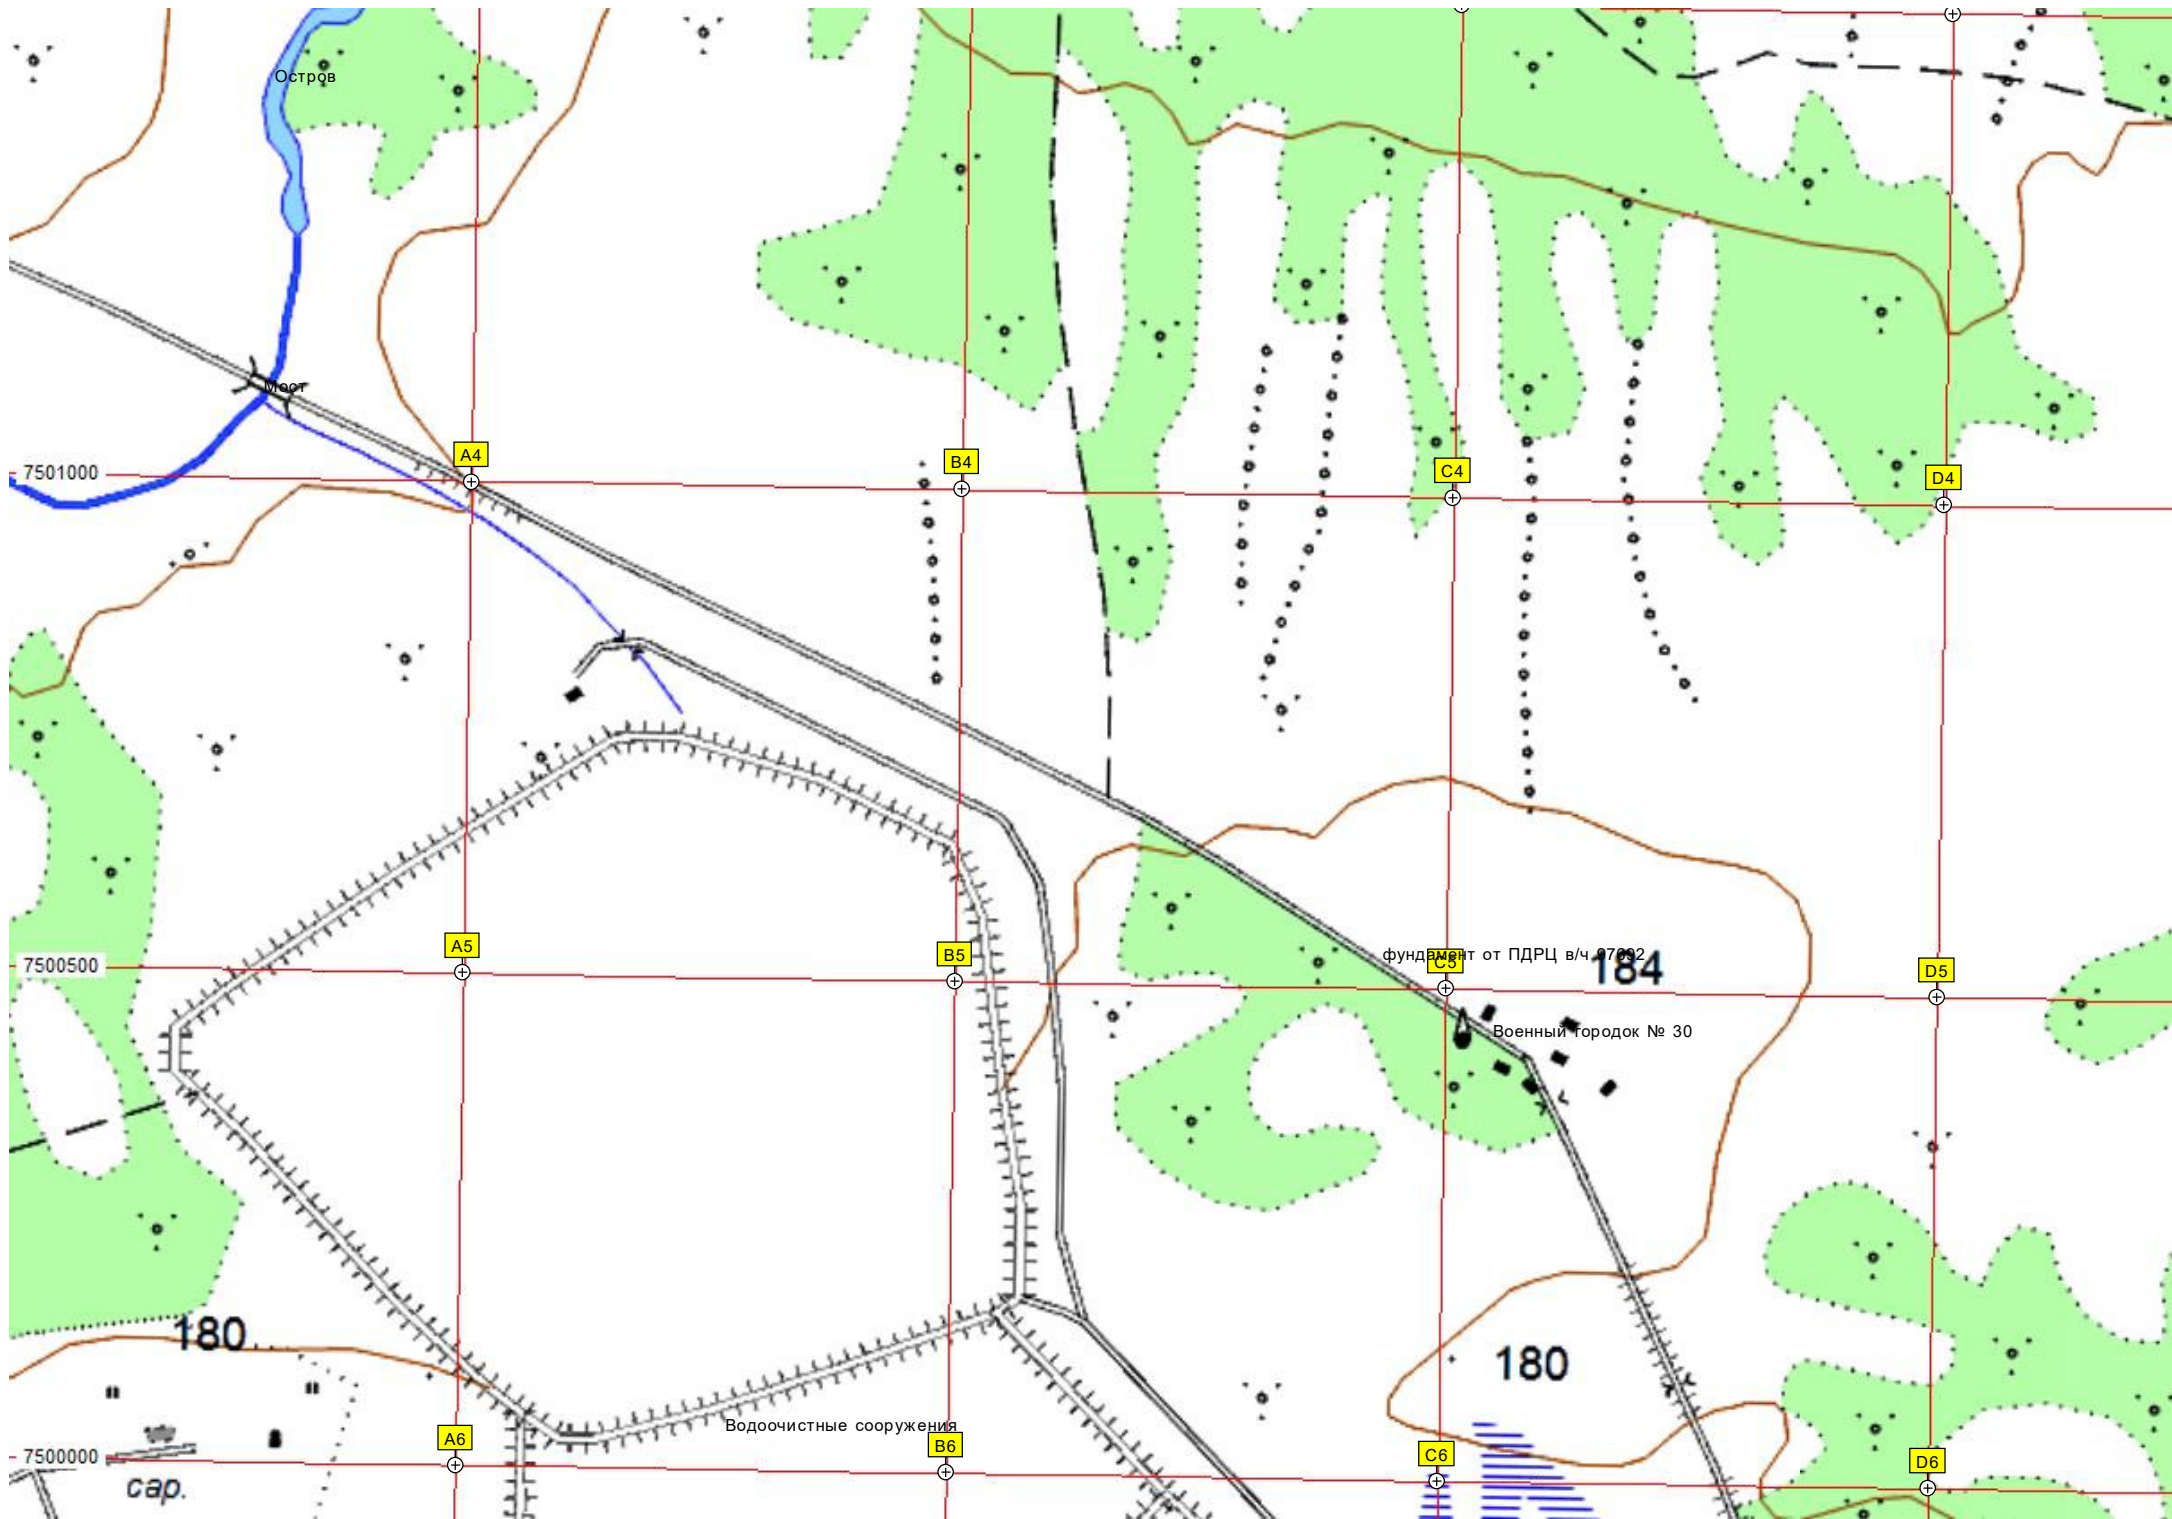 Остров
Мост
A4
B4
C4
D4
7501000
A5
B5
C5
D5
7500500
фундамент от ПДРЦ в/ч 97692
184
Военный городок № 30
180
180
Водоочистные сооружения
A6
B6
C6
D6
7500000
сар.